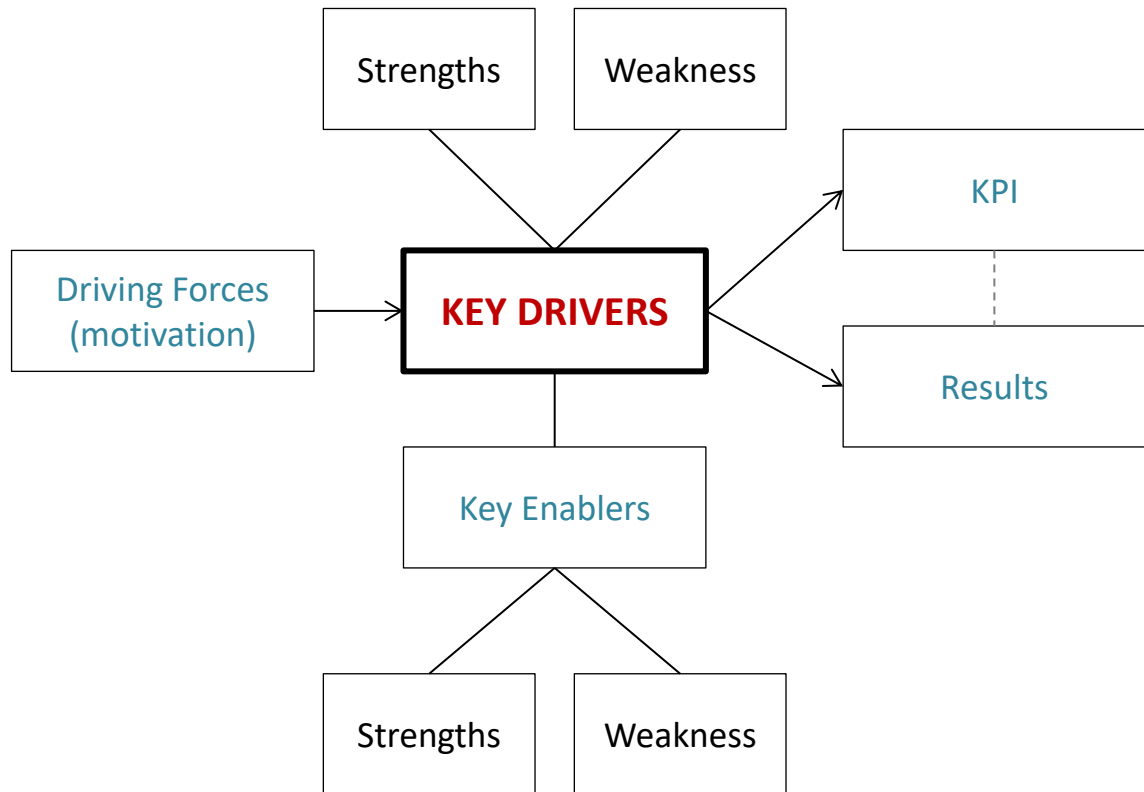 Strengths
Weakness
KPI
Driving Forces
(motivation)
KEY DRIVERS
Results
Key Enablers
Strengths
Weakness